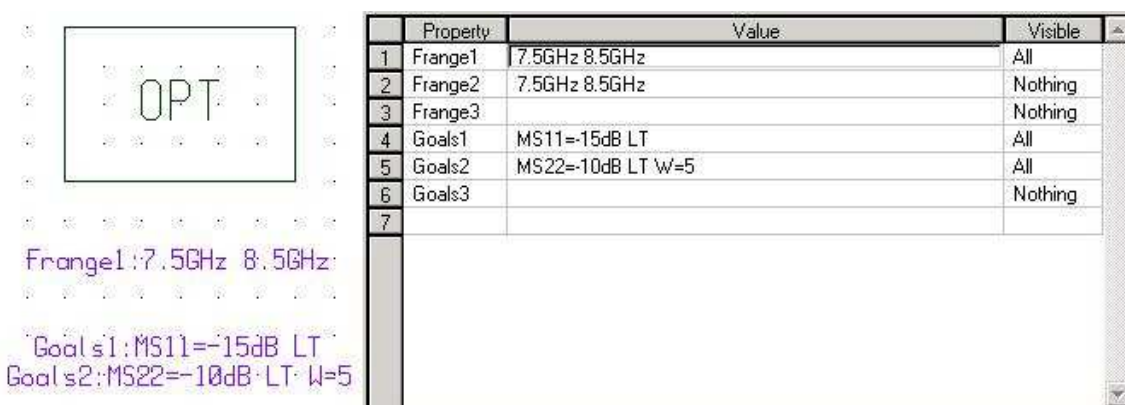 OPT
Frange1:7.5GHz 8.5GHz
Goals1:MS11=-15dB LT
Goals2:MS22=-10dB LT W=5
Property Value Visible
1 Frange1 7.5GHz 8.5GHz All
2 Frange2 7.5GHz 8.5GHz Nothing
3 Frange3 Nothing
4 Goals1 MS11=-15dB LT All
5 Goals2 MS22=-10dB LT W=5 All
6 Goals3 Nothing
7